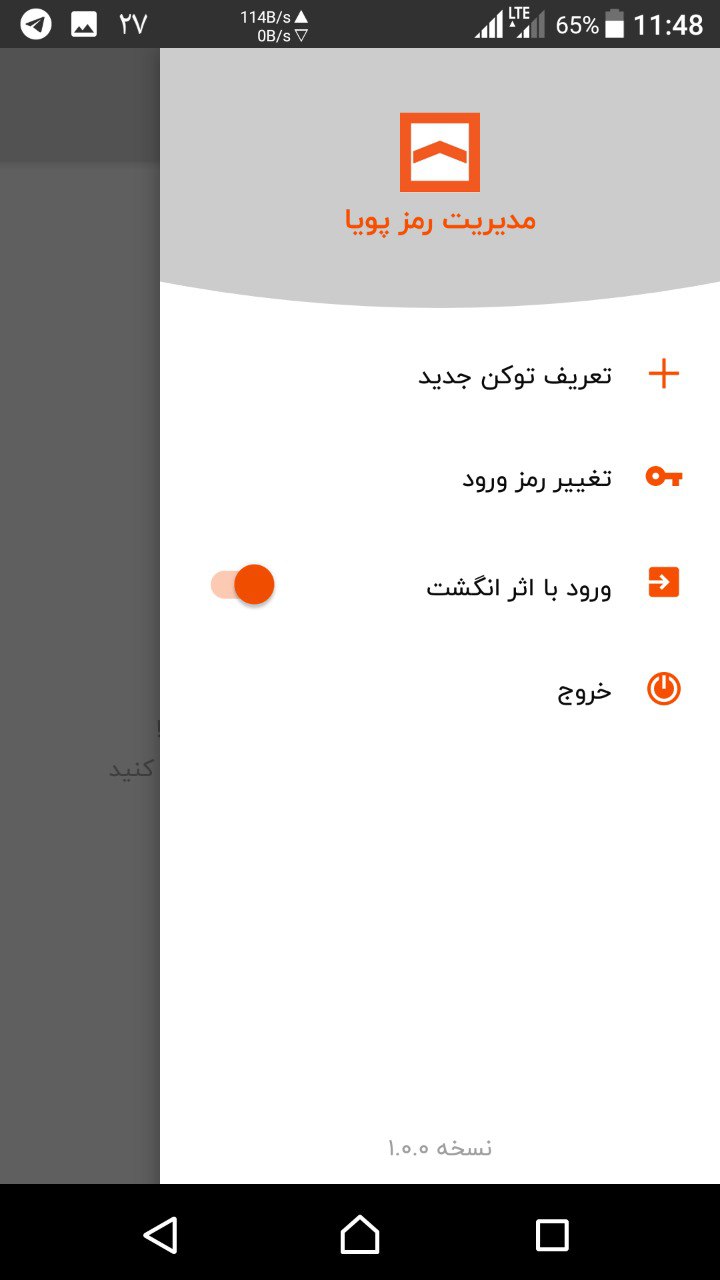 ۲۷
114B/s
0B/s
LTE
65%
11:48
مدیریت رمز پویا
تعریف توکن جدید
تغییر رمز ورود
ورود با اثر انگشت
خروج
!
کنید
نسخه ۱.۰.۰